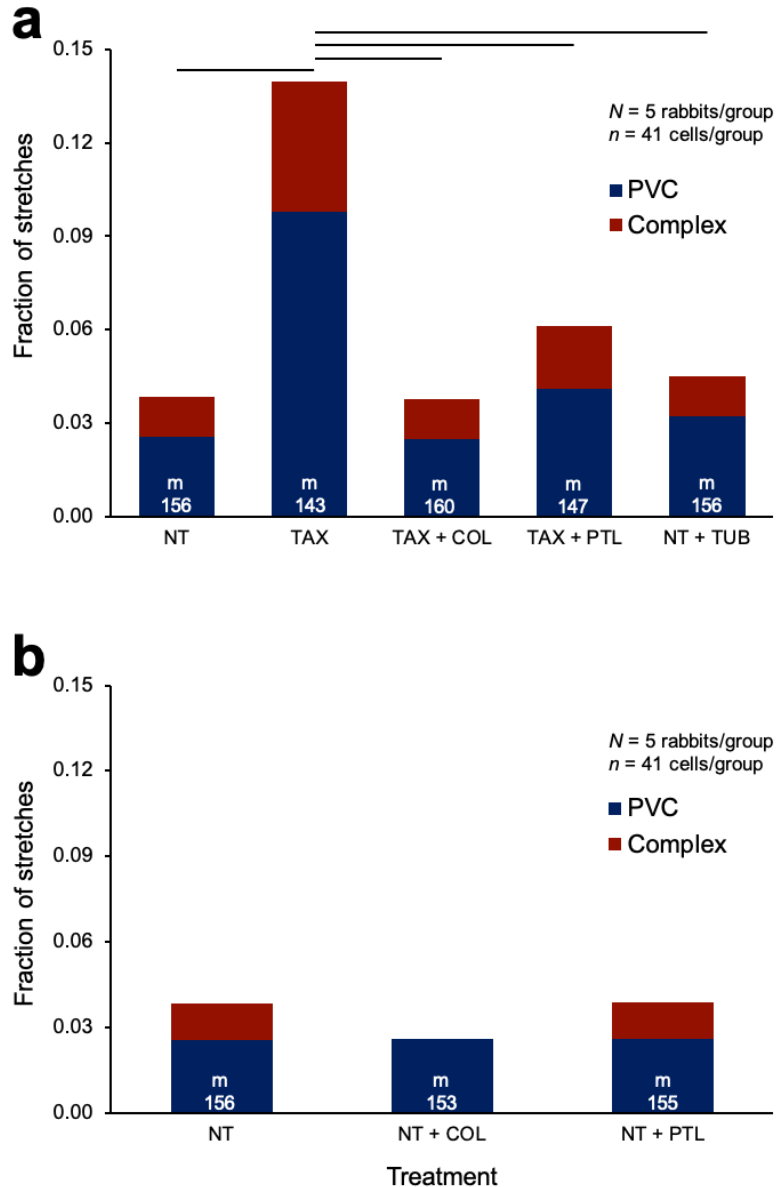 a
Fraction of stretches
0.15
0.12
0.09
0.06
0.03
0.00
N = 5 rabbits/group
n = 41 cells/group
PVC
Complex
m m m m m
156 143 160 147 156
NT TAX TAX + COL TAX + PTL NT + TUB
b
Fraction of stretches
0.15
0.12
0.09
0.06
0.03
0.00
N = 5 rabbits/group
n = 41 cells/group
PVC
Complex
m m m
156 153 155
NT NT + COL NT + PTL
Treatment